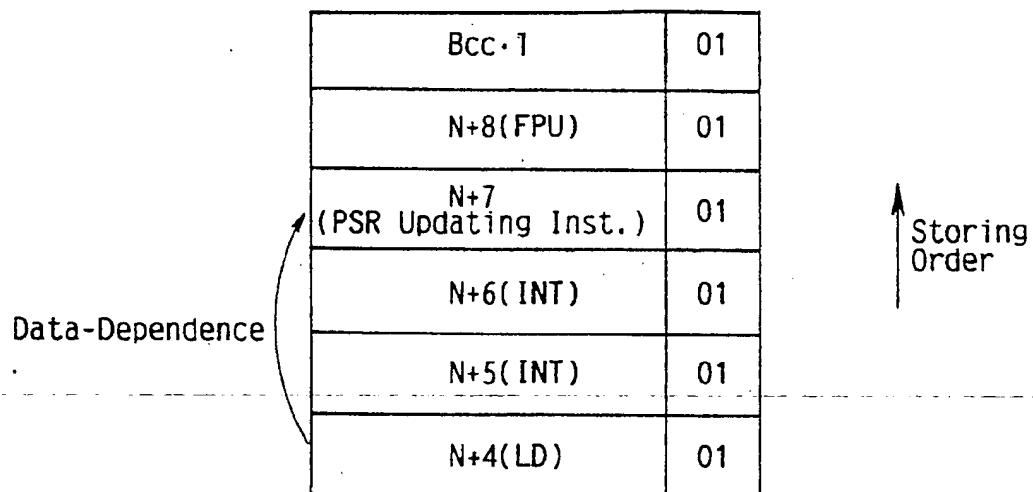 Bcc·1 01
N+8(FPU) 01
N+7
(PSR Updating Inst.) 01
N+6(INT) 01
N+5(INT) 01
N+4(LD) 01
Data-Dependence
Storing
Order